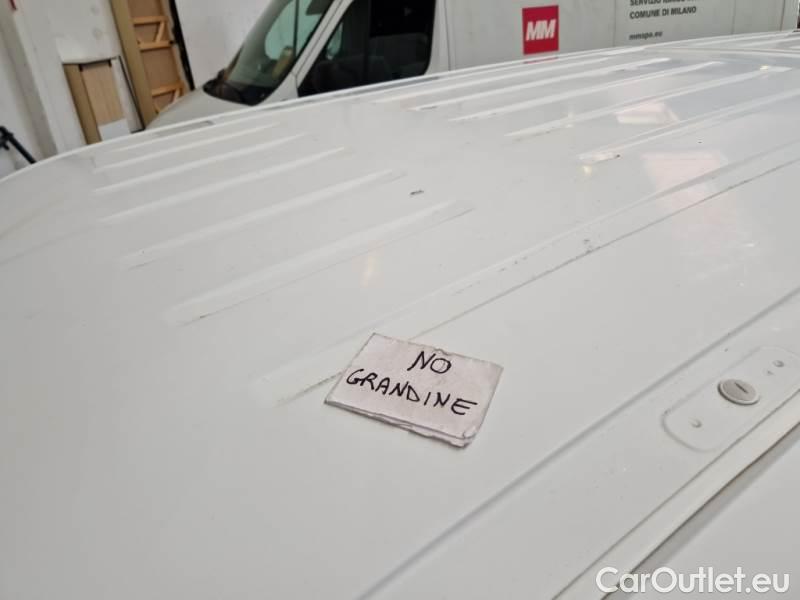 MM
COMUNE DI MILANO
mmspa.eu
NO
GRANDINE
CarOutlet.eu